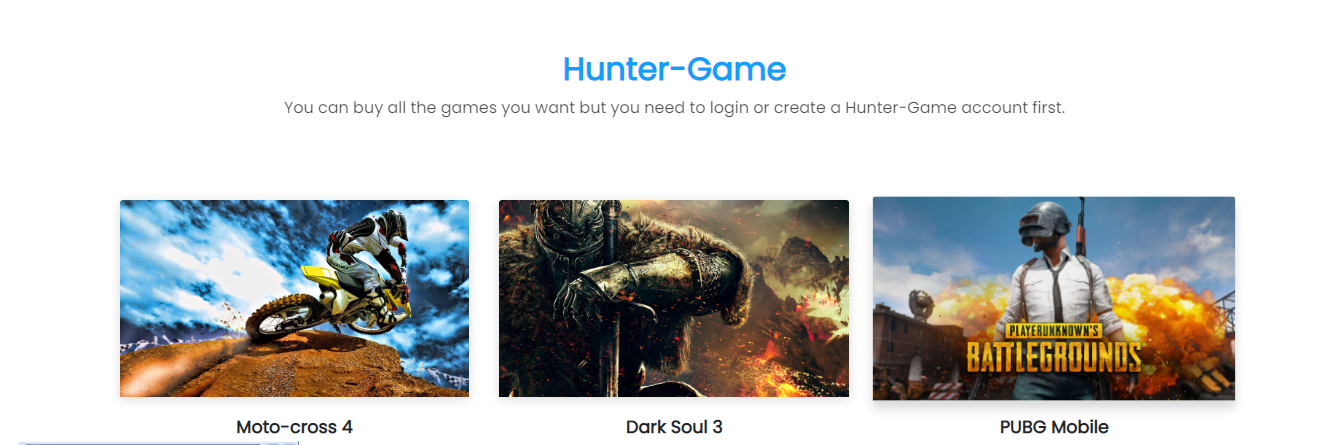 Hunter-Game
You can buy all the games you want but you need to login or create a Hunter-Game account first.
PLAYERUNKNOWN'S
BATTLEGROUNDS
Moto-cross 4
Dark Soul 3
PUBG Mobile